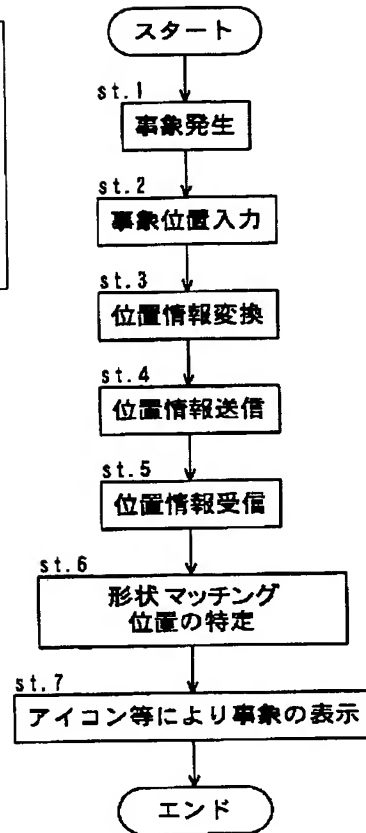 スタート
st.1
事象発生
st.2
事象位置入力
st.3
位置情報変換
st.4
位置情報送信
st.5
位置情報受信
st.6
形状マッチング
位置の特定
st.7
アイコン等により事象の表示
エンド